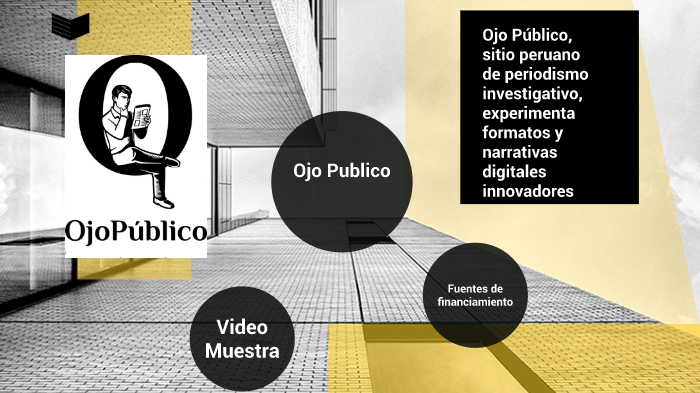 OjoPúblico
Ojo Publico
Ojo Público,
sitio peruano
de periodismo
investigativo,
experimenta
formatos y
narrativas
digitales
innovadores
Fuentes de
financiamiento
Video
Muestra